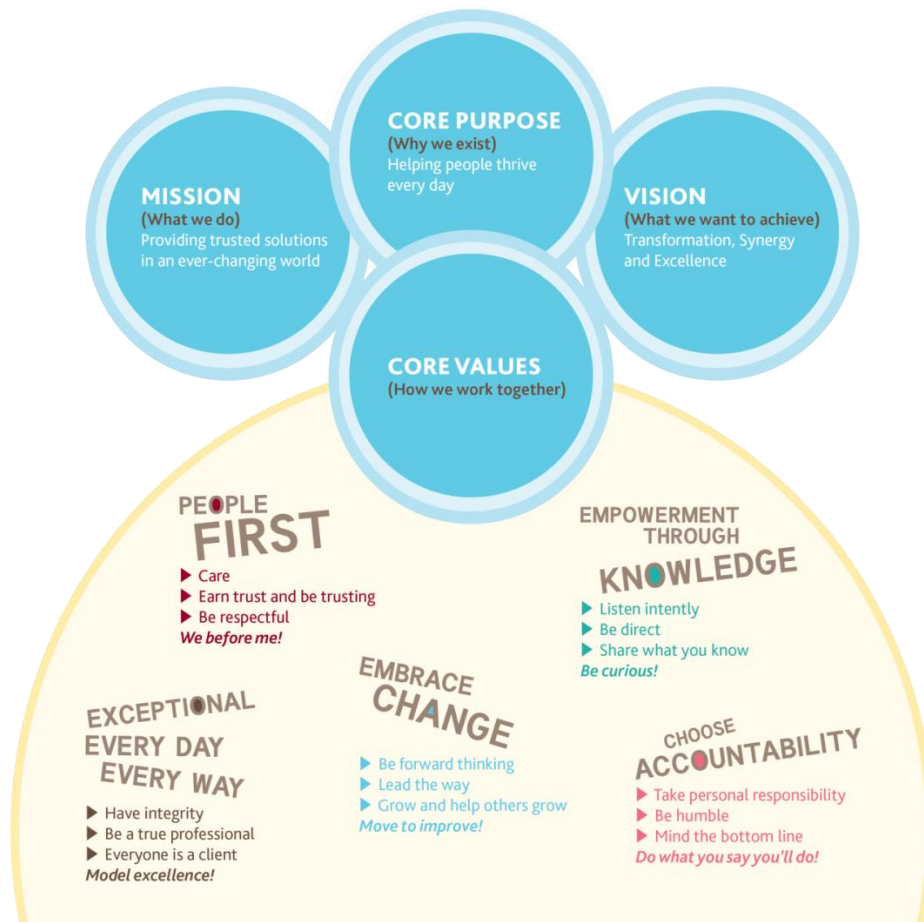 CORE PURPOSE
(Why we exist)
Helping people thrive
every day
MISSION
(What we do)
Providing trusted solutions
in an ever-changing world
VISION
(What we want to achieve)
Transformation, Synergy
and Excellence
CORE VALUES
(How we work together)
PEOPLE
FIRST
▶ Care
▶ Earn trust and be trusting
▶ Be respectful
We before me!
EMPOWERMENT
THROUGH
KNOWLEDGE
▶ Listen intently
▶ Be direct
▶ Share what you know
Be curious!
EXCEPTIONAL
EVERY DAY
EVERY WAY
▶ Have integrity
▶ Be a true professional
▶ Everyone is a client
Model excellence!
EMBRACE
CHANGE
▶ Be forward thinking
▶ Lead the way
▶ Grow and help others grow
Move to improve!
CHOOSE
ACCOUNTABILITY
▶ Take personal responsibility
▶ Be humble
▶ Mind the bottom line
Do what you say you'll do!